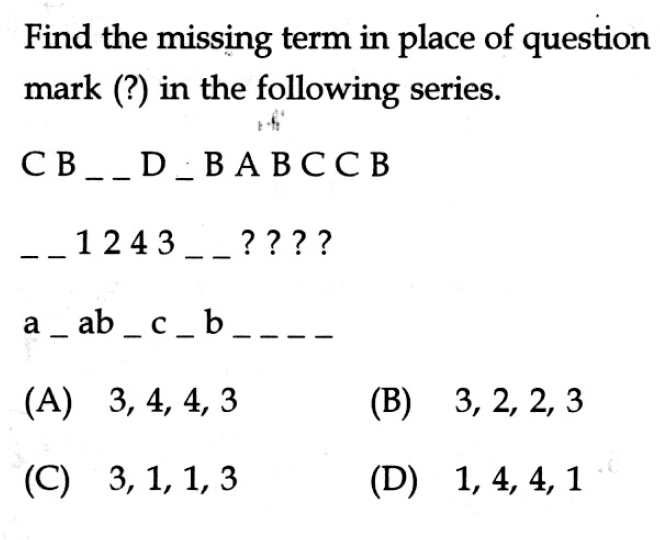 Find the missing term in place of question
mark (?) in the following series.
C B _ _ D _ B A B C C B
_ _ 1 2 4 3 _ _ ? ? ? ?
a _ ab _ c _ b _ _ _ _
(A) 3, 4, 4, 3 (B) 3, 2, 2, 3
(C) 3, 1, 1, 3 (D) 1, 4, 4, 1